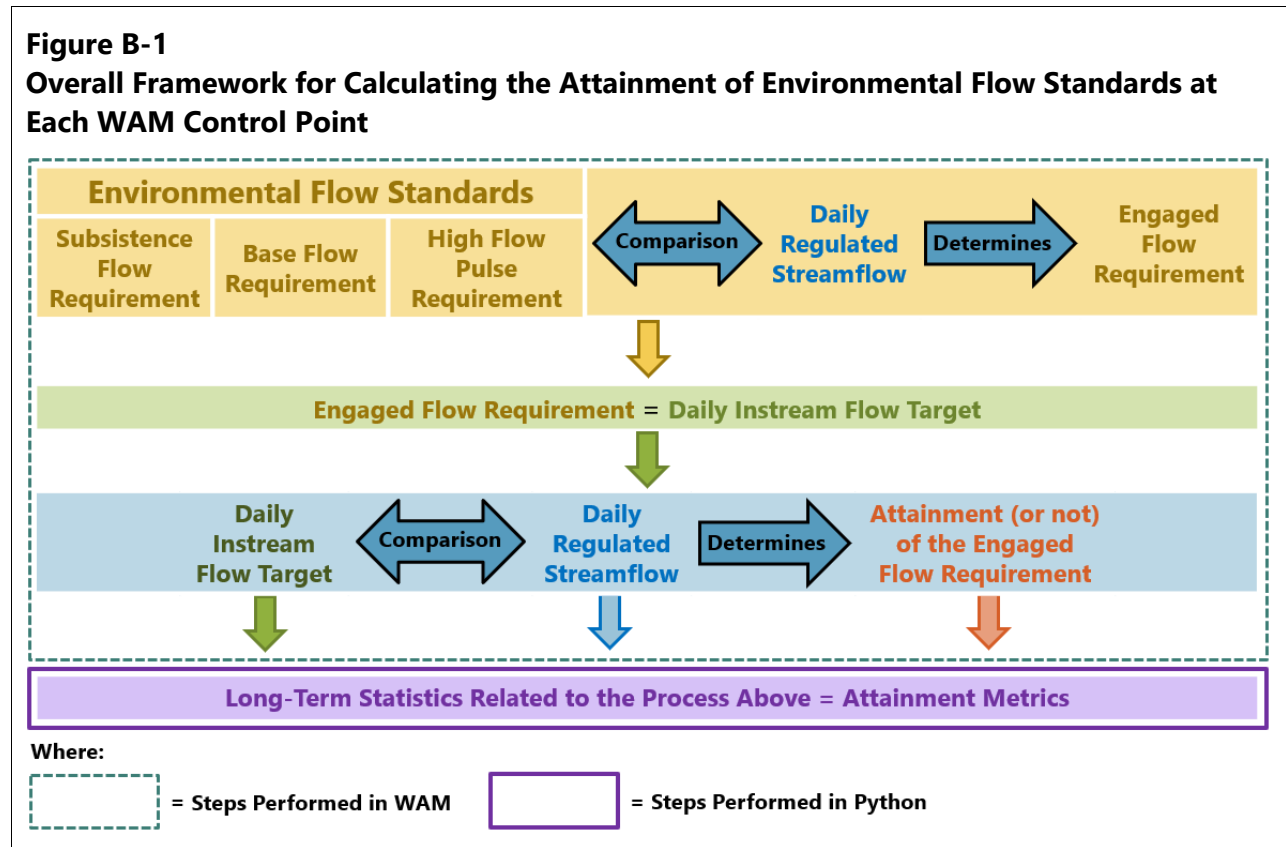 Figure B-1
Overall Framework for Calculating the Attainment of Environmental Flow Standards at
Each WAM Control Point
Environmental Flow Standards
Subsistence
Flow
Requirement
Base Flow
Requirement
High Flow
Pulse
Requirement
Comparison
Daily
Regulated
Streamflow
Determines
Engaged
Flow
Requirement
Engaged Flow Requirement = Daily Instream Flow Target
Daily
Instream
Flow Target
Comparison
Daily
Regulated
Streamflow
Determines
Attainment (or not)
of the Engaged
Flow Requirement
Long-Term Statistics Related to the Process Above = Attainment Metrics
Where:
= Steps Performed in WAM
= Steps Performed in Python